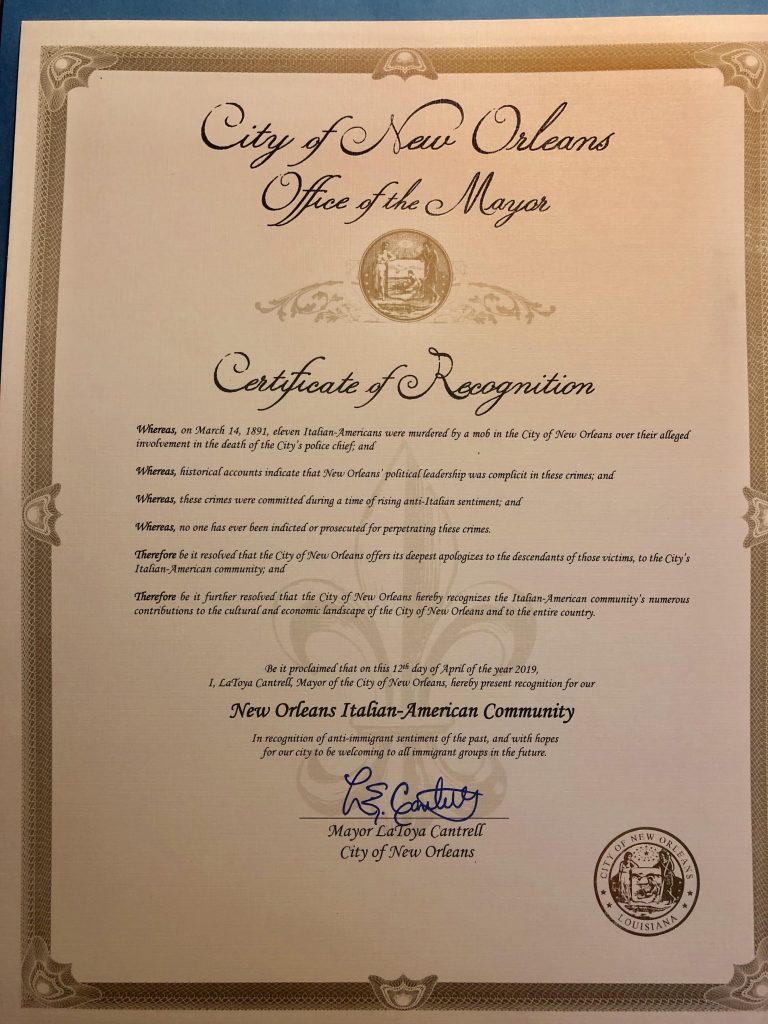 City of New Orleans
Office of the Mayor
Certificate of Recognition
Whereas, on March 14, 1891, eleven Italian-Americans were murdered by a mob in the City of New Orleans over their alleged
involvement in the death of the City's police chief; and
Whereas, historical accounts indicate that New Orleans' political leadership was complicit in these crimes; and
Whereas, these crimes were committed during a time of rising anti-Italian sentiment; and
Whereas, no one has ever been indicted or prosecuted for perpetrating these crimes.
Therefore be it resolved that the City of New Orleans offers its deepest apologizes to the descendants of those victims, to the City's
Italian-American community; and
Therefore be it further resolved that the City of New Orleans hereby recognizes the Italian-American community's numerous
contributions to the cultural and economic landscape of the City of New Orleans and to the entire country.
Be it proclaimed that on this 12th day of April of the year 2019,
I, LaToya Cantrell, Mayor of the City of New Orleans, hereby present recognition for our
New Orleans Italian-American Community
In recognition of anti-immigrant sentiment of the past, and with hopes
for our city to be welcoming to all immigrant groups in the future.
L. Cantrell
Mayor LaToya Cantrell
City of New Orleans
CITY OF NEW ORLEANS
LOUISIANA